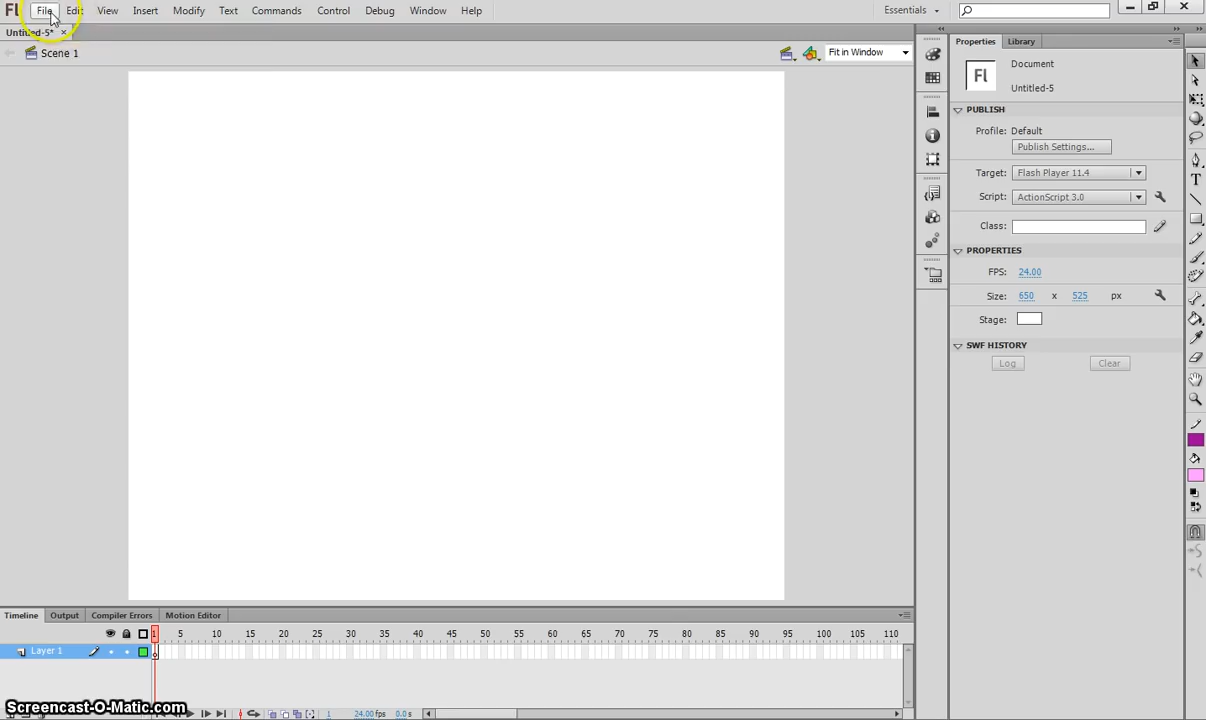 Fl File Edit View Insert Modify Text Commands Control Debug Window Help Essentials
Untitled-5* ×
Scene 1 Fit in Window
Properties Library
Fl Document
Untitled-5
PUBLISH
Profile: Default
Publish Settings...
Target: Flash Player 11.4
Script: ActionScript 3.0
Class:
PROPERTIES
FPS: 24.00
Size: 650 x 525 px
Stage:
SWF HISTORY
Log Clear
T
Timeline Output Compiler Errors Motion Editor
1 5 10 15 20 25 30 35 40 45 50 55 60 65 70 75 80 85 90 95 100 105 110
Layer 1
1 24.00 fps 0.0 s
Screencast-O-Matic.com